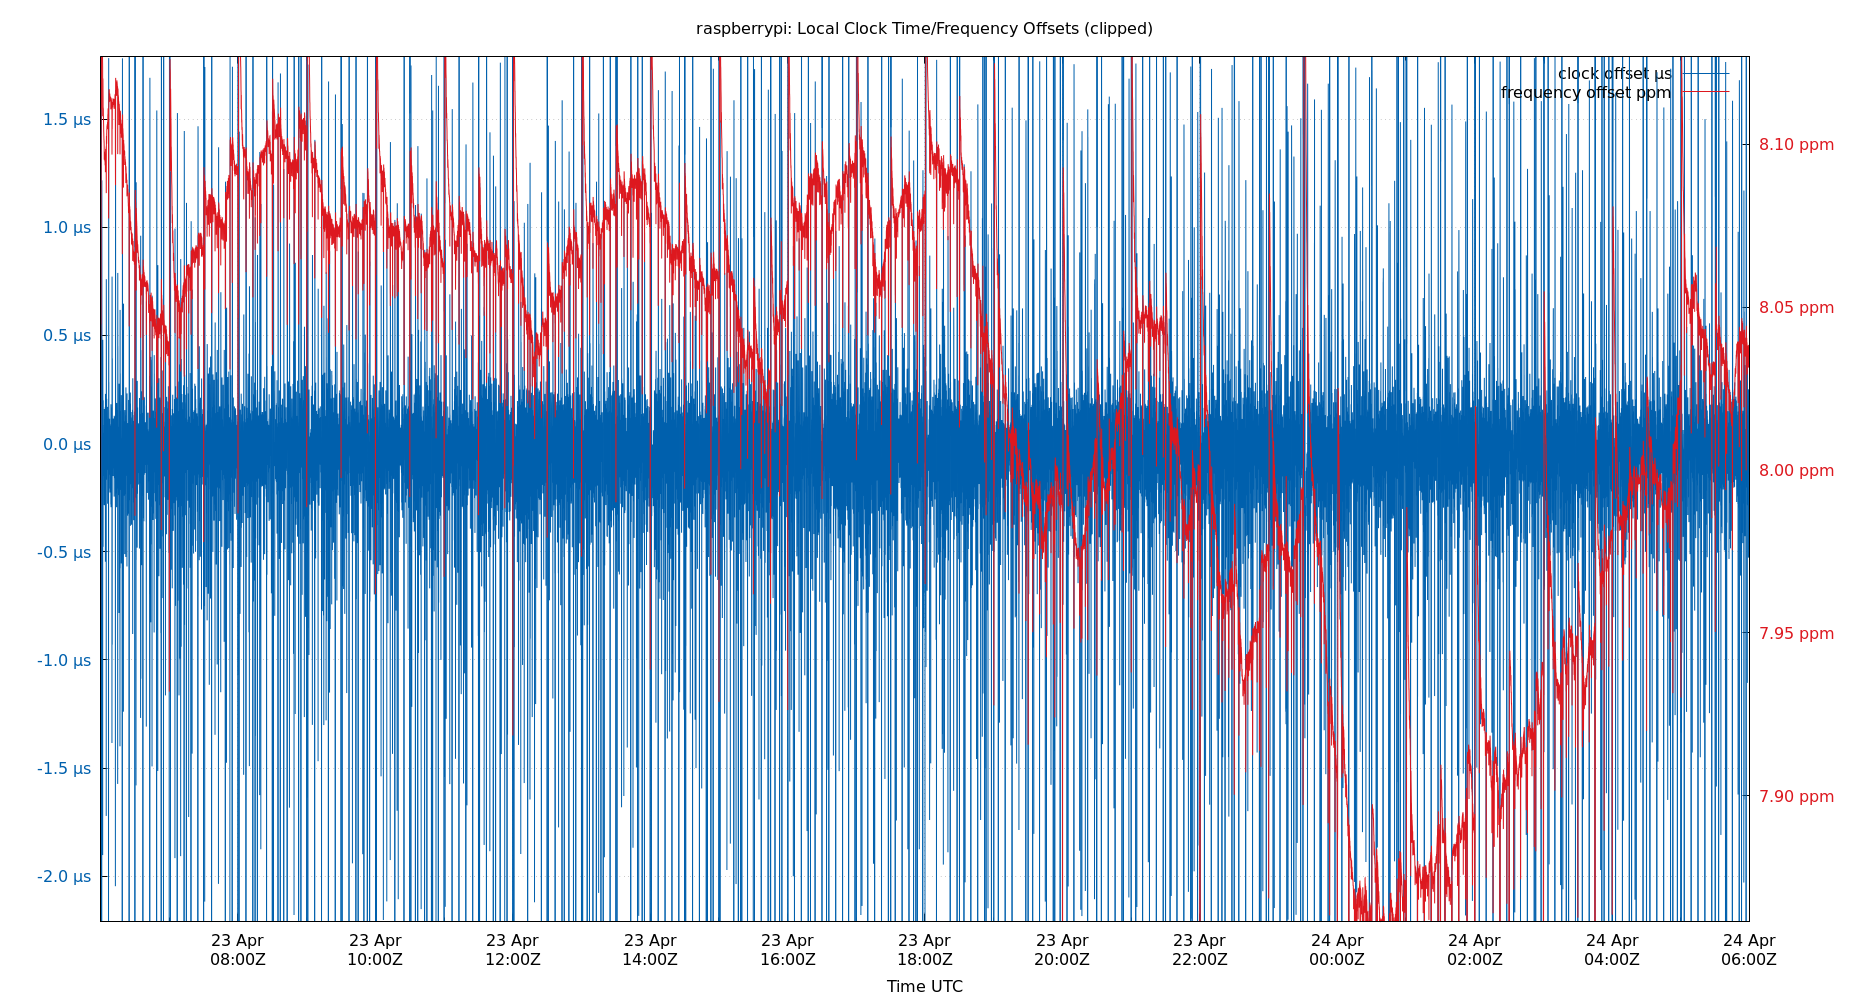 raspberrypi: Local Clock Time/Frequency Offsets (clipped)
clock offset µs
frequency offset ppm
1.5 µs
1.0 µs
0.5 µs
0.0 µs
-0.5 µs
-1.0 µs
-1.5 µs
-2.0 µs
8.10 ppm
8.05 ppm
8.00 ppm
7.95 ppm
7.90 ppm
23 Apr 23 Apr 23 Apr 23 Apr 23 Apr 23 Apr 23 Apr 23 Apr 24 Apr 24 Apr 24 Apr 24 Apr
08:00Z 10:00Z 12:00Z 14:00Z 16:00Z 18:00Z 20:00Z 22:00Z 00:00Z 02:00Z 04:00Z 06:00Z
Time UTC